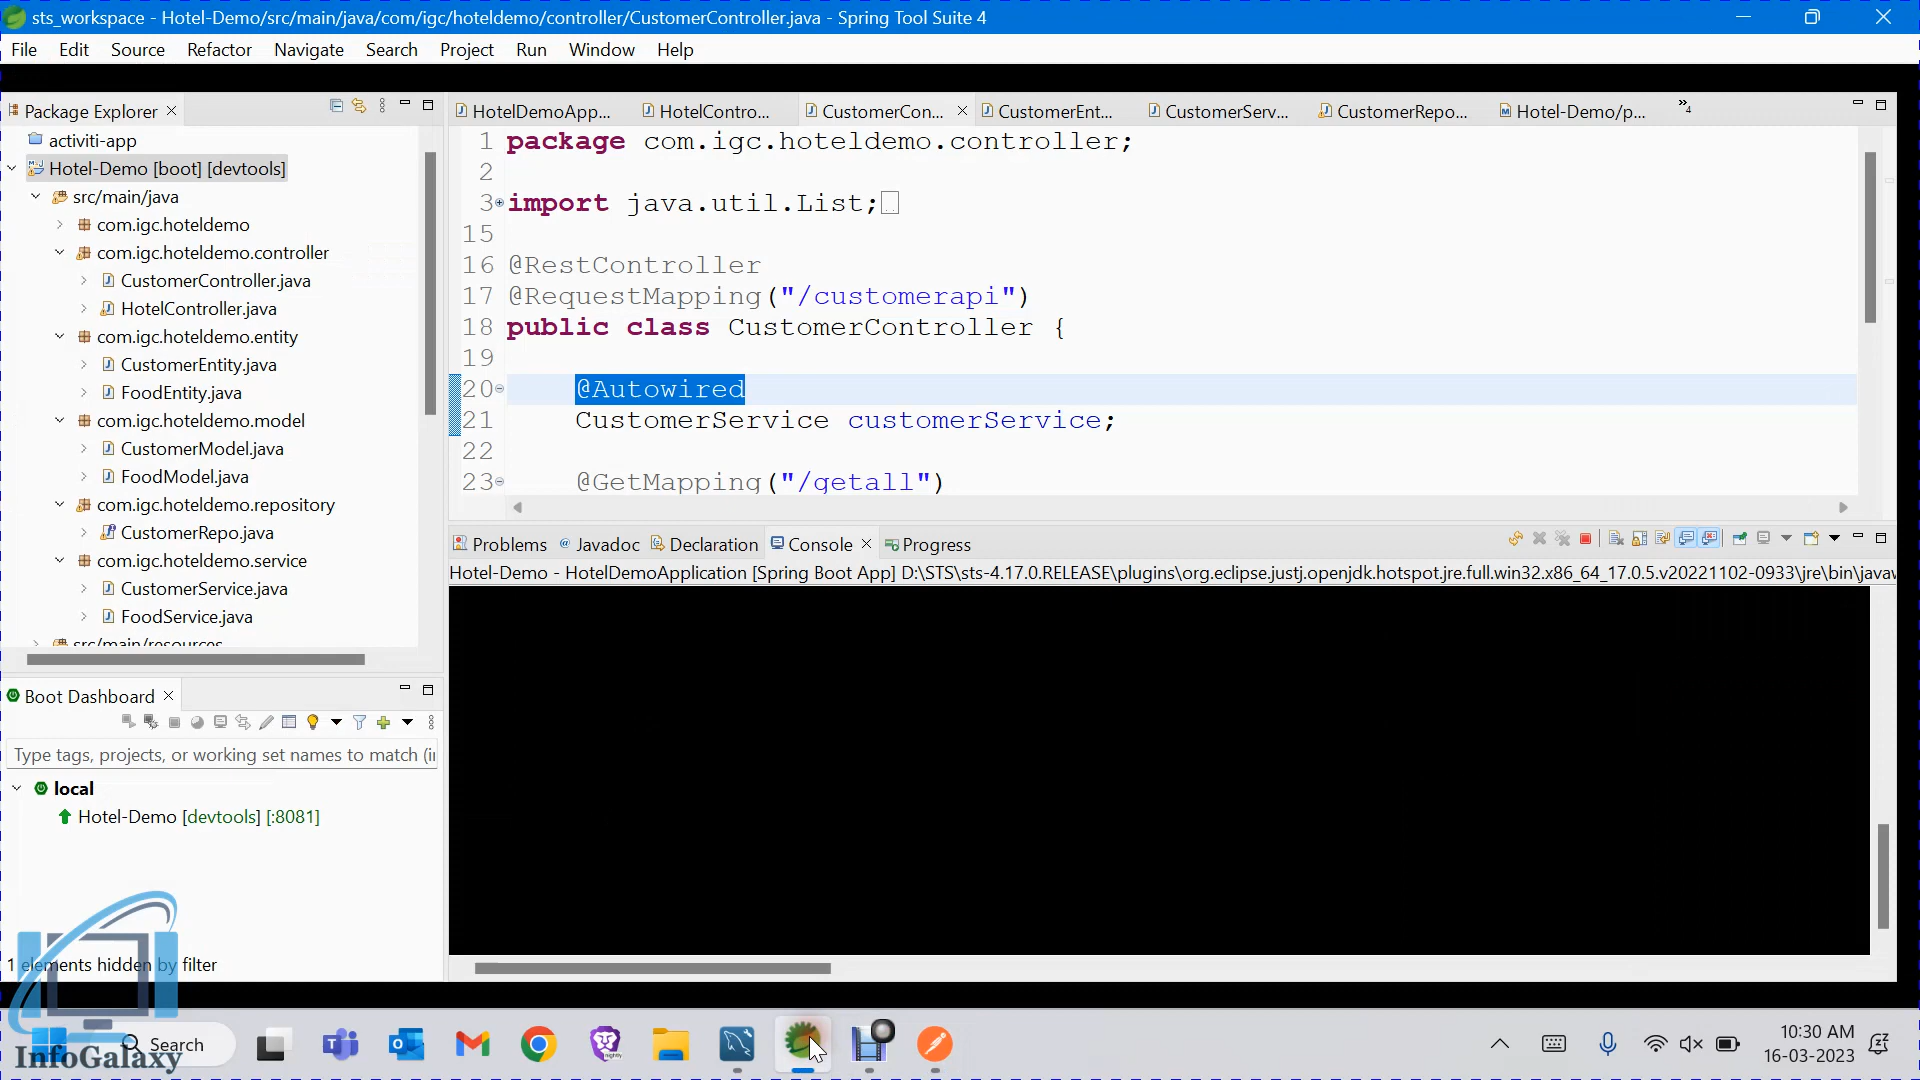 sts_workspace - Hotel-Demo/src/main/java/com/igc/hoteldemo/controller/CustomerController.java - Spring Tool Suite 4
File Edit Source Refactor Navigate Search Project Run Window Help
Package Explorer
HotelDemoApp... HotelContro... CustomerCon... CustomerEnt... CustomerServ... CustomerRepo... Hotel-Demo/p... »4
activiti-app
Hotel-Demo [boot] [devtools]
src/main/java
com.igc.hoteldemo
com.igc.hoteldemo.controller
CustomerController.java
HotelController.java
com.igc.hoteldemo.entity
CustomerEntity.java
FoodEntity.java
com.igc.hoteldemo.model
CustomerModel.java
FoodModel.java
com.igc.hoteldemo.repository
CustomerRepo.java
com.igc.hoteldemo.service
CustomerService.java
FoodService.java
src/main/resources
1 package com.igc.hoteldemo.controller;
2
3 import java.util.List;
15
16 @RestController
17 @RequestMapping("/customerapi")
18 public class CustomerController {
19
20 @Autowired
21 CustomerService customerService;
22
23 @GetMapping("/getall")
Problems Javadoc Declaration Console Progress
Hotel-Demo - HotelDemoApplication [Spring Boot App] D:\STS\sts-4.17.0.RELEASE\plugins\org.eclipse.justj.openjdk.hotspot.jre.full.win32.x86_64_17.0.5.v20221102-0933\jre\bin\javaw
Boot Dashboard
Type tags, projects, or working set names to match (i
local
Hotel-Demo [devtools] [:8081]
1 elements hidden by filter
InfoGalaxy
Search
10:30 AM
16-03-2023